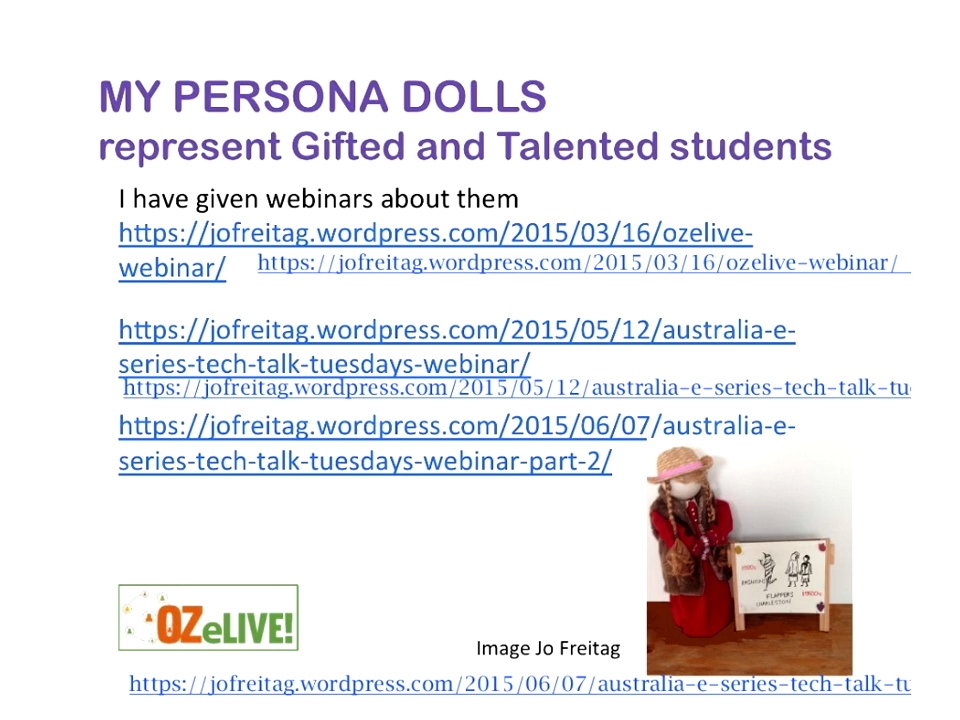 MY PERSONA DOLLS
represent Gifted and Talented students
I have given webinars about them
https://jofreitag.wordpress.com/2015/03/16/ozelive-
webinar/
https://jofreitag.wordpress.com/2015/03/16/ozelive-webinar/
https://jofreitag.wordpress.com/2015/05/12/australia-e-
series-tech-talk-tuesdays-webinar/
https://jofreitag.wordpress.com/2015/05/12/australia-e-series-tech-talk-tu
https://jofreitag.wordpress.com/2015/06/07/australia-e-
series-tech-talk-tuesdays-webinar-part-2/
FASHION
FLAPPERS
CHARLESTON
OZeLIVE!
Image Jo Freitag
https://jofreitag.wordpress.com/2015/06/07/australia-e-series-tech-talk-tu